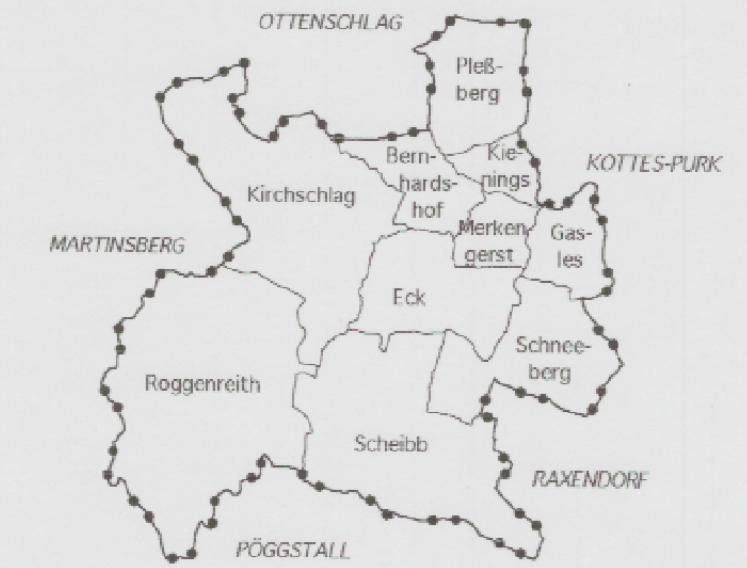 OTTENSCHLAG
Pleß-
berg
Bern-
hards-
hof
Kie-
nings
KOTTES-PURK
Kirchschlag
Merken
gerst
Gas-
les
MARTINSBERG
Eck
Schnee-
berg
Roggenreith
Scheibb
RAXENDORF
PÖGGSTALL